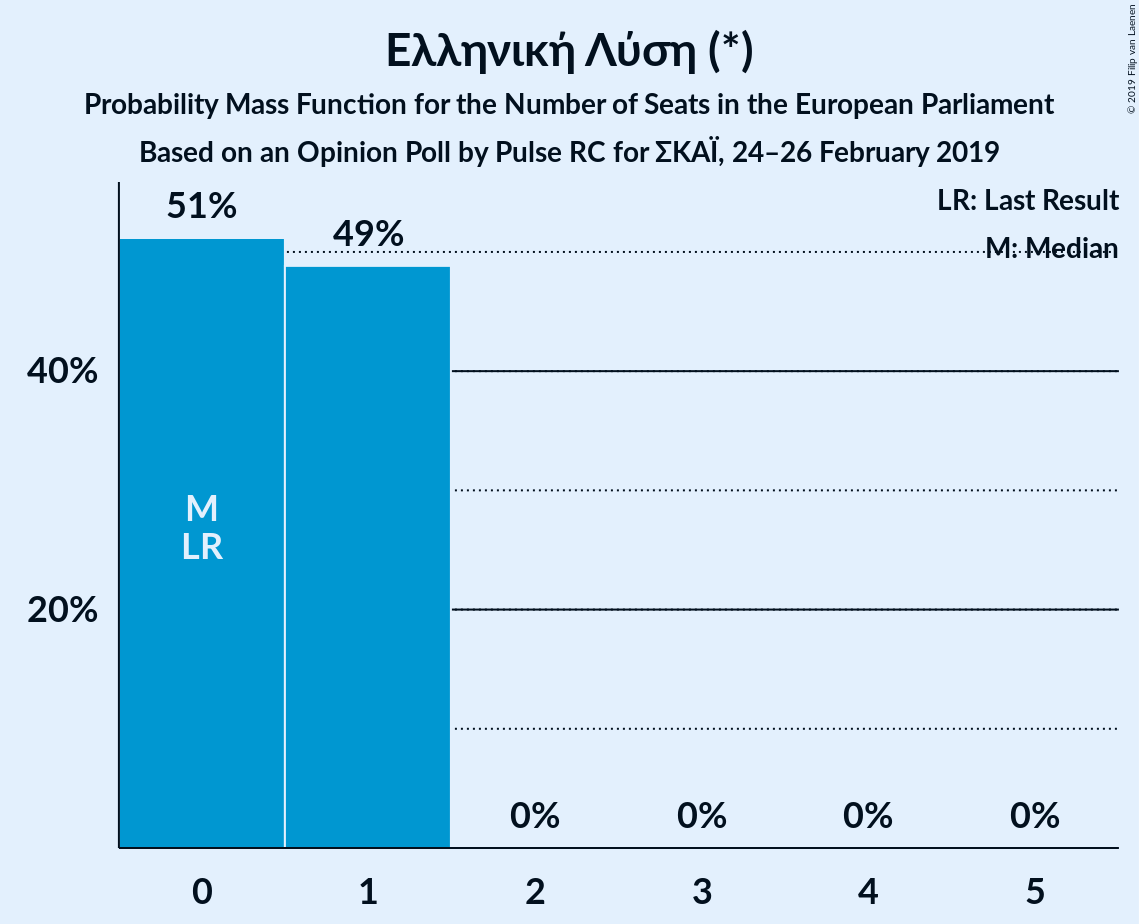 Ελληνική Λύση (*)
Probability Mass Function for the Number of Seats in the European Parliament
Based on an Opinion Poll by Pulse RC for ΣΚΑΪ, 24–26 February 2019
© 2019 Filip van Laenen
LR: Last Result
M: Median
51%
49%
40%
20%
M
LR
0%
0%
0%
0%
0
1
2
3
4
5